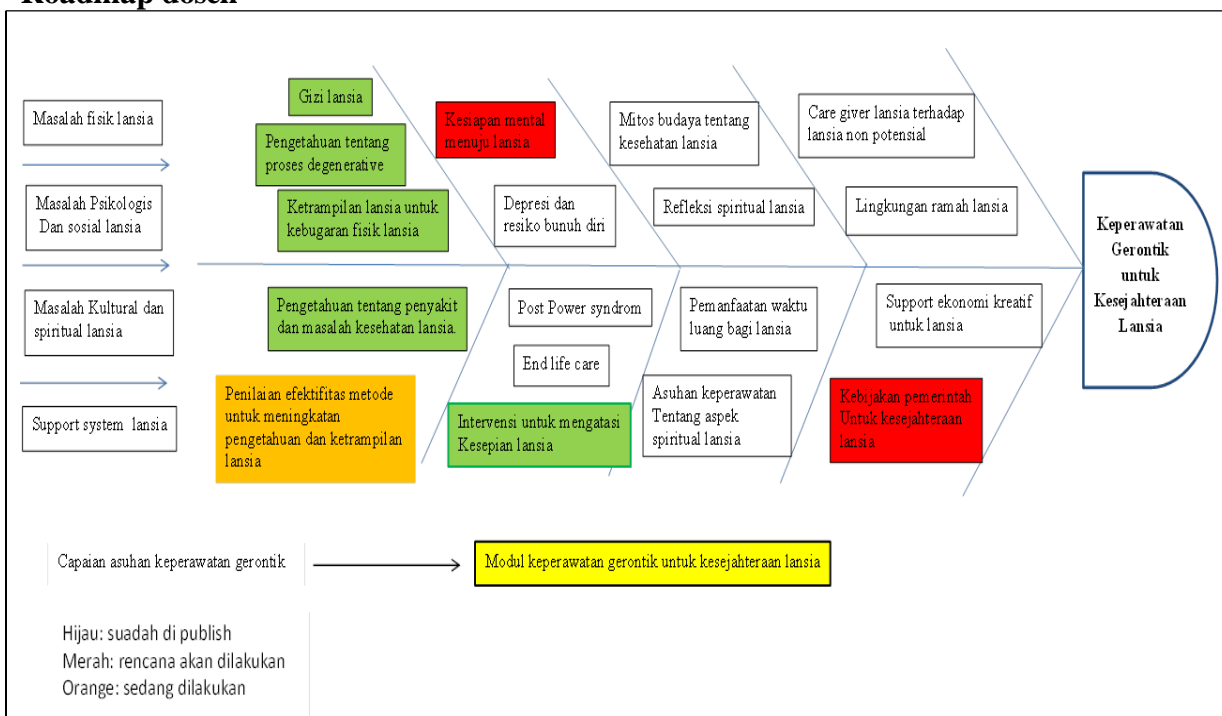 Roadmap dosen
Masalah fisik lansia
Masalah Psikologis
Dan sosial lansia
Masalah Kultural dan
spiritual lansia
Support system lansia
Gizi lansia
Pengetahuan tentang
proses degenerative
Ketrampilan lansia untuk
kebugaran fisik lansia
Pengetahuan tentang penyakit
dan masalah kesehatan lansia.
Penilaian efektifitas metode
untuk meningkatan
pengetahuan dan ketrampilan
lansia
Kesiapan mental
menuju lansia
Depresi dan
resiko bunuh diri
Post Power syndrom
End life care
Intervensi untuk mengatasi
Kesepian lansia
Mitos budaya tentang
kesehatan lansia
Refleksi spiritual lansia
Pemanfaatan waktu
luang bagi lansia
Asuhan keperawatan
Tentang aspek
spiritual lansia
Care giver lansia terhadap
lansia non potensial
Lingkungan ramah lansia
Support ekonomi kreatif
untuk lansia
Kebijakan pemerintah
Untuk kesejahteraan
lansia
Keperawatan
Gerontik
untuk
Kesejahteraan
Lansia
Capaian asuhan keperawatan gerontik
Modul keperawatan gerontik untuk kesejahteraan lansia
Hijau: suadah di publish
Merah: rencana akan dilakukan
Orange: sedang dilakukan